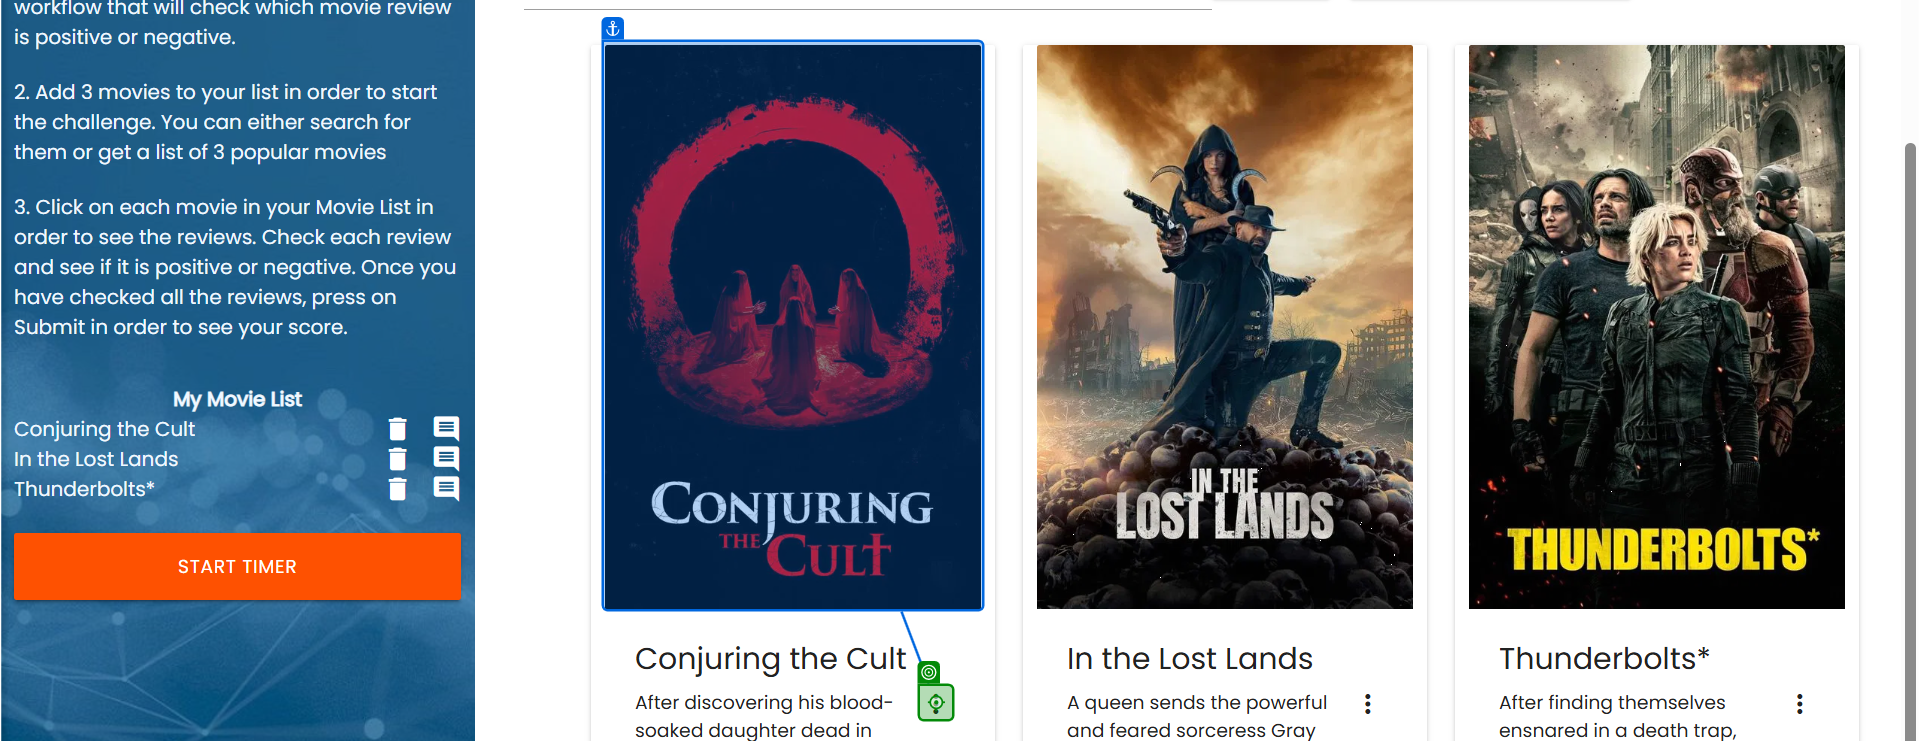 workflow that will check which movie review
is positive or negative.
2. Add 3 movies to your list in order to start
the challenge. You can either search for
them or get a list of 3 popular movies
3. Click on each movie in your Movie List in
order to see the reviews. Check each review
and see if it is positive or negative. Once you
have checked all the reviews, press on
Submit in order to see your score.
My Movie List
Conjuring the Cult
In the Lost Lands
Thunderbolts*
START TIMER
CONJURING
THE CULT
IN THE
LOST LANDS
THUNDERBOLTS*
Conjuring the Cult
After discovering his blood-
soaked daughter dead in
In the Lost Lands
A queen sends the powerful
and feared sorceress Gray
Thunderbolts*
After finding themselves
ensnared in a death trap,